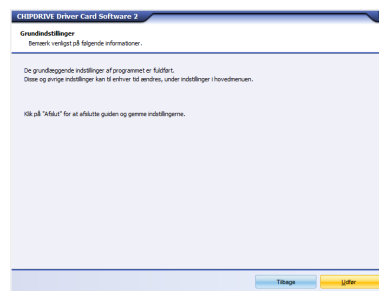 CHIPDRIVE Driver Card Software 2
Grundindstillinger
Bemærk venligst på følgende informationer.
De grundlæggende indstillinger af programmet er fuldført.
Disse og øvrige indstillinger kan til enhver tid ændres, under indstillinger i hovedmenuen.
Klik på "Afslut" for at afslutte guiden og gemme indstillingerne.
Tilbage
Udfør